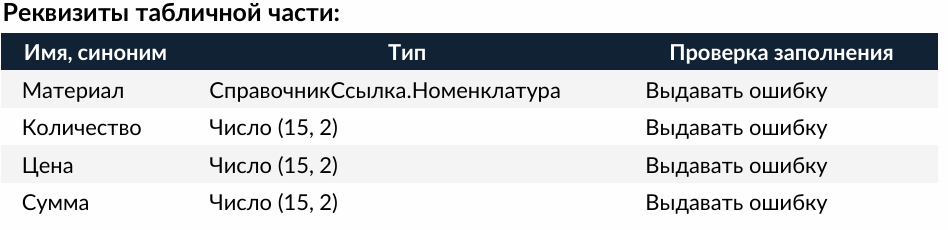 Реквизиты табличной части:
Имя, синоним Тип Проверка заполнения
Материал СправочникСсылка.Номенклатура Выдавать ошибку
Количество Число (15, 2) Выдавать ошибку
Цена Число (15, 2) Выдавать ошибку
Сумма Число (15, 2) Выдавать ошибку